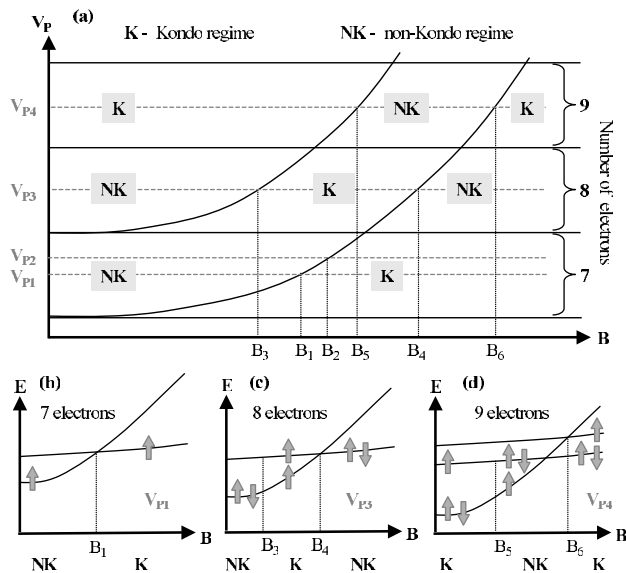 (a)
V_P
K - Kondo regime NK - non-Kondo regime
V_P4 K NK K 9
V_P3 NK K NK 8
V_P2
V_P1 NK K 7
Number of electrons
B_3 B_1 B_2 B_5 B_4 B_6 B
(b) (c) (d)
E E E
7 electrons 8 electrons 9 electrons
V_P1 V_P3 V_P4
B_1 B B_3 B_4 B B_5 B_6 B
NK K NK K NK K NK K